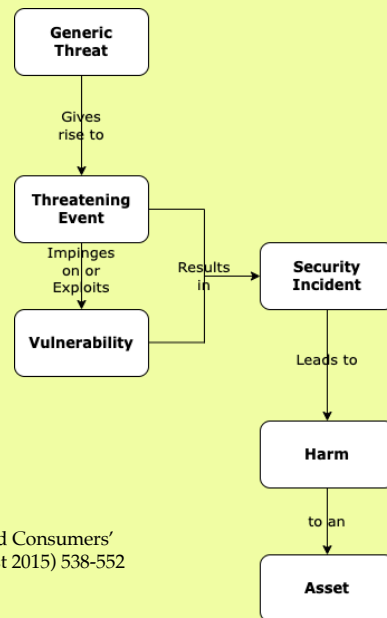 Generic
Threat
Gives
rise to
Threatening
Event
Impinges
on or
Exploits
Vulnerability
Results
in
Security
Incident
Leads to
Harm
to an
Asset
Consumers'
2015) 538-552